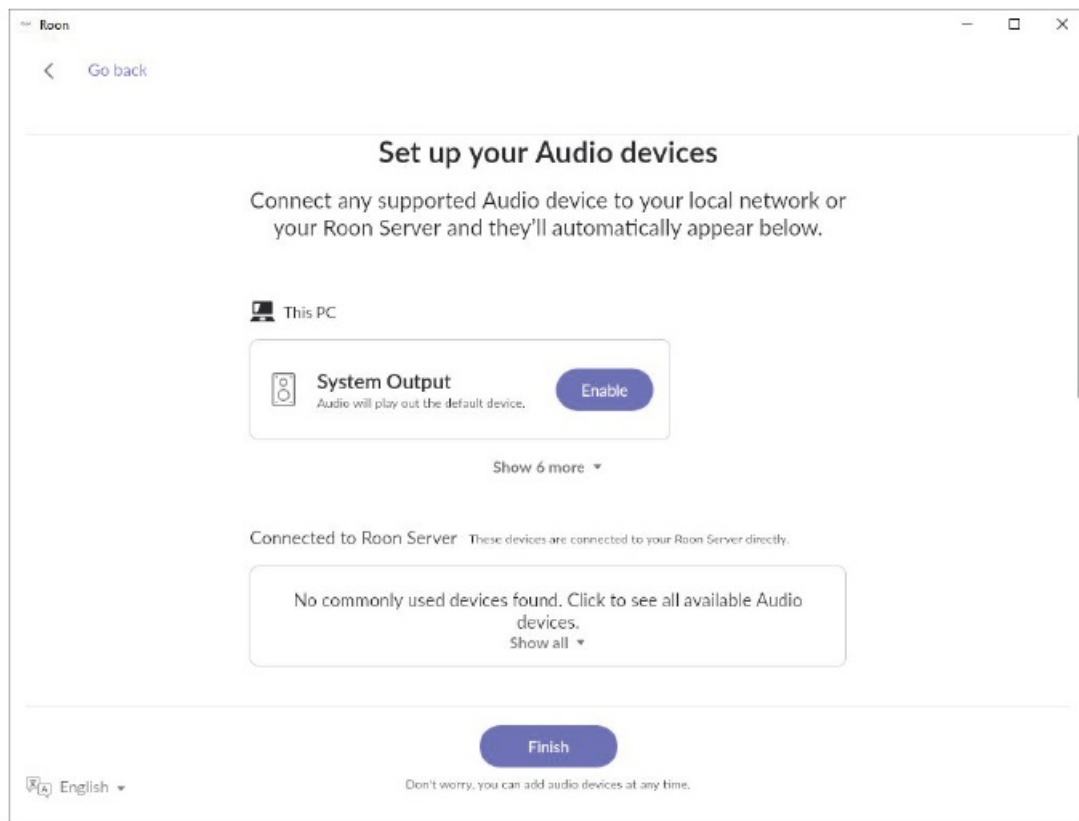 Roon
Go back
Set up your Audio devices
Connect any supported Audio device to your local network or
your Roon Server and they'll automatically appear below.
This PC
System Output
Audio will play out the default device.
Enable
Show 6 more
Connected to Roon Server These devices are connected to your Roon Server directly.
No commonly used devices found. Click to see all available Audio
devices.
Show all
Finish
Don't worry, you can add audio devices at any time.
English